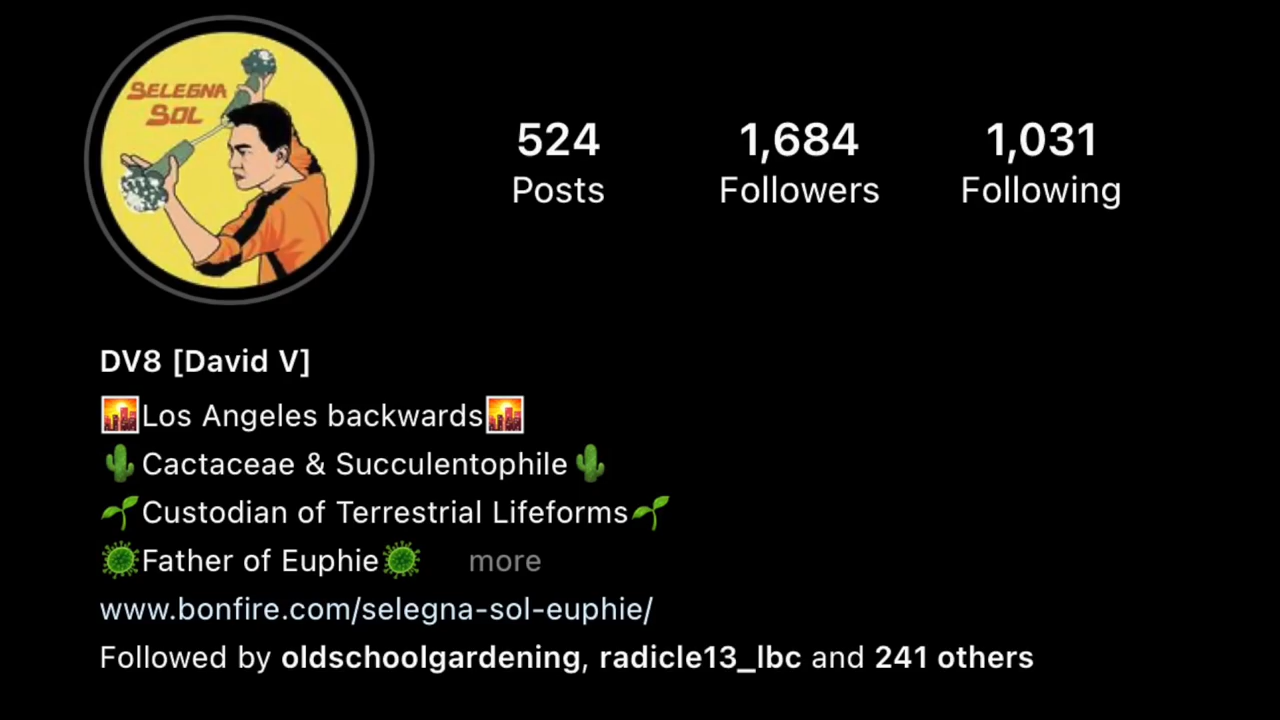 SELEGNA
SOL
524 1,684 1,031
Posts Followers Following
DV8 [David V]
🌇Los Angeles backwards🌇
🌵Cactaceae & Succulentophile🌵
🌱Custodian of Terrestrial Lifeforms🌱
🦠Father of Euphie🦠 more
www.bonfire.com/selegna-sol-euphie/
Followed by oldschoolgardening, radicle13_lbc and 241 others